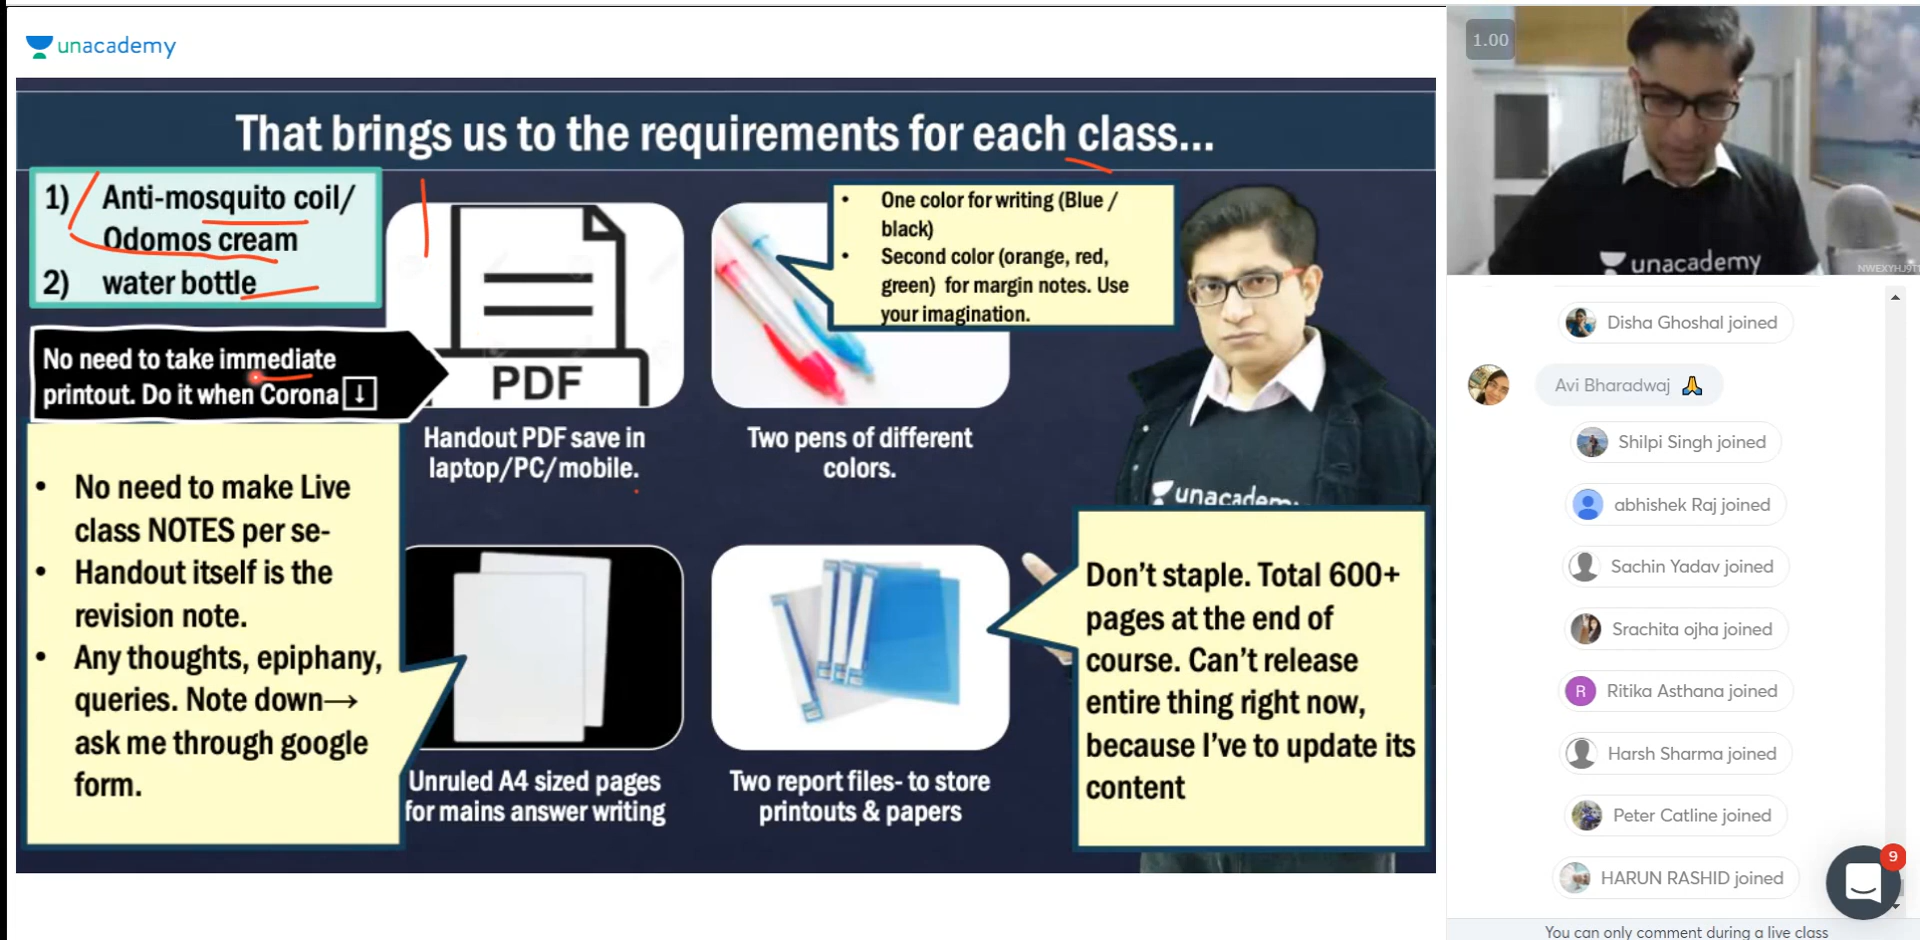 unacademy
That brings us to the requirements for each class...
1) Anti-mosquito coil/
Odomos cream
2) water bottle
No need to take immediate
printout. Do it when Corona ↓
• No need to make Live
class NOTES per se-
• Handout itself is the
revision note.
• Any thoughts, epiphany,
queries. Note down→
ask me through google
form.
PDF
Handout PDF save in
laptop/PC/mobile.
• One color for writing (Blue /
black)
• Second color (orange, red,
green) for margin notes. Use
your imagination.
Two pens of different
colors.
unacademy
Unruled A4 sized pages
for mains answer writing
Two report files- to store
printouts & papers
Don't staple. Total 600+
pages at the end of
course. Can't release
entire thing right now,
because I've to update its
content
1.00
unacademy
Disha Ghoshal joined
Avi Bharadwaj 🙏
Shilpi Singh joined
abhishek Raj joined
Sachin Yadav joined
Srachita ojha joined
R Ritika Asthana joined
Harsh Sharma joined
Peter Catline joined
HARUN RASHID joined
9
You can only comment during a live class